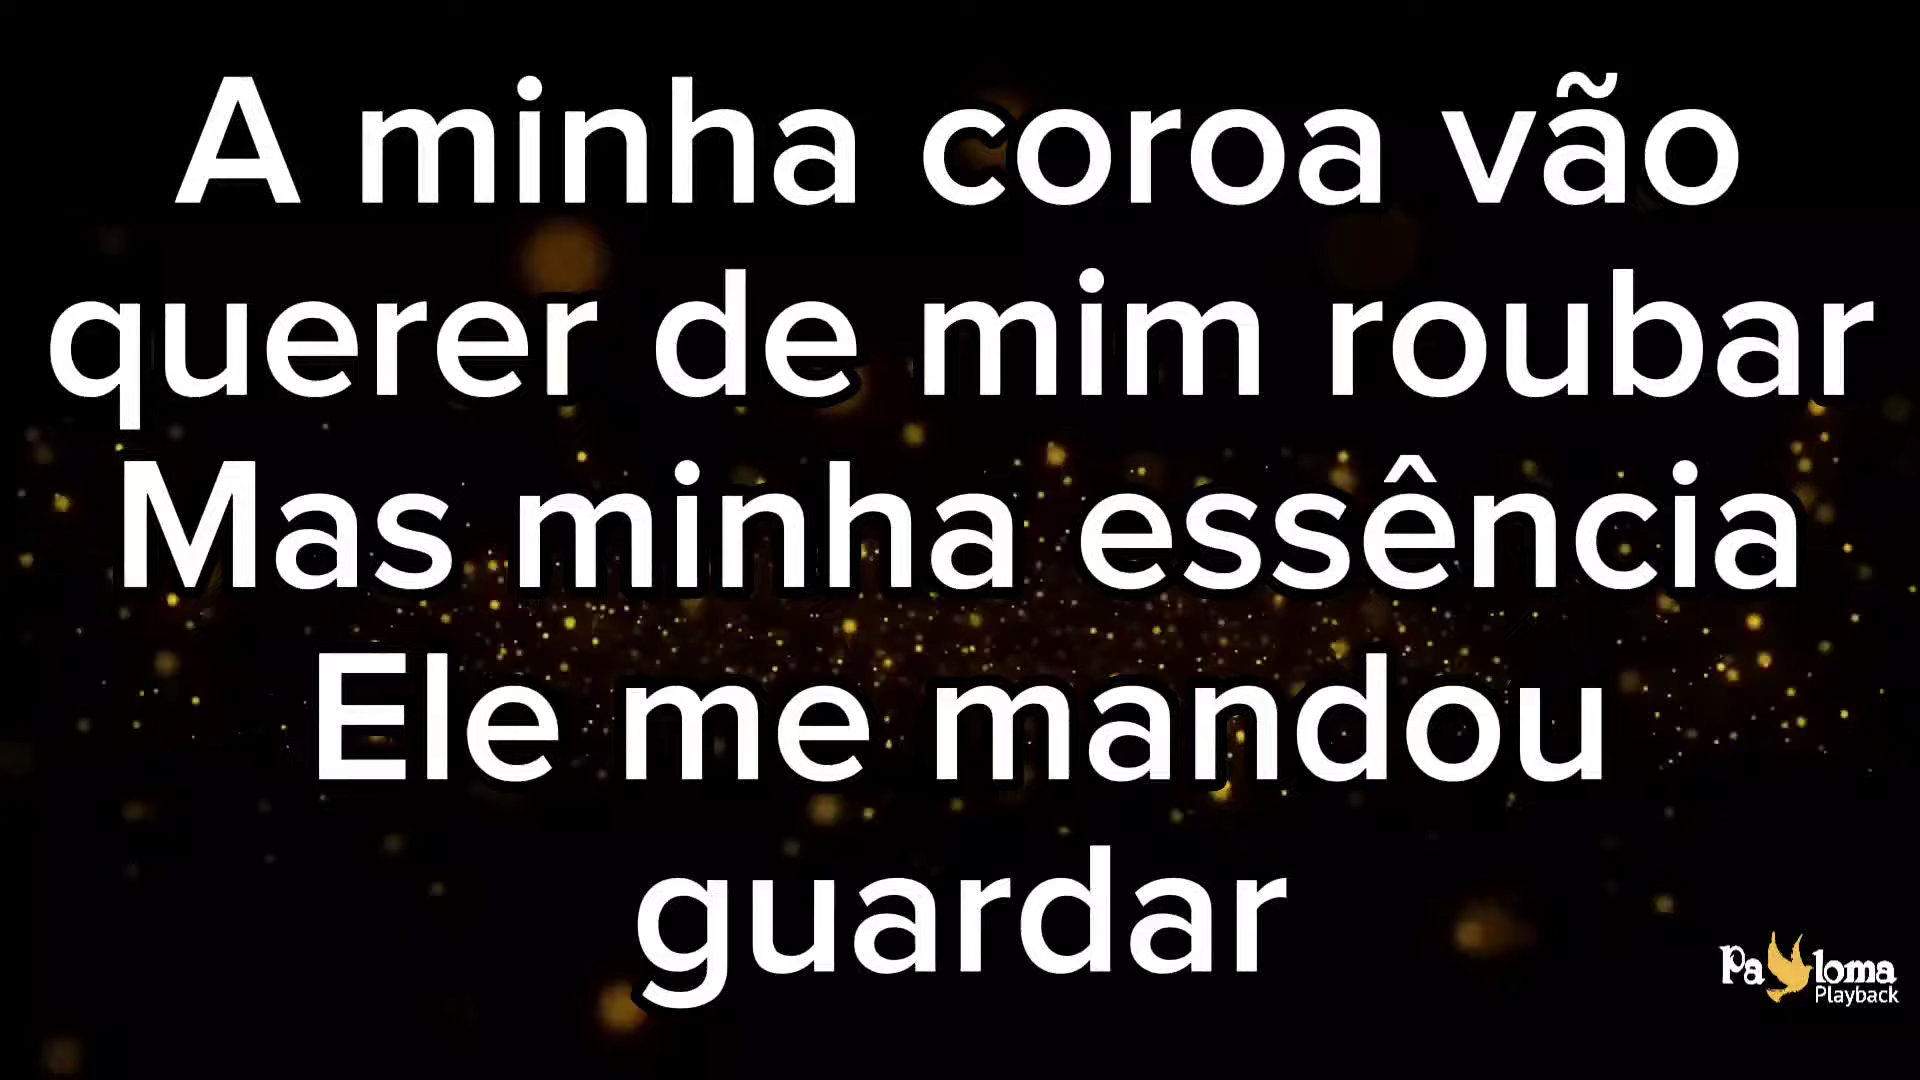 A minha coroa vão
querer de mim roubar
Mas minha essência
Ele me mandou
guardar
Paloma
Playback